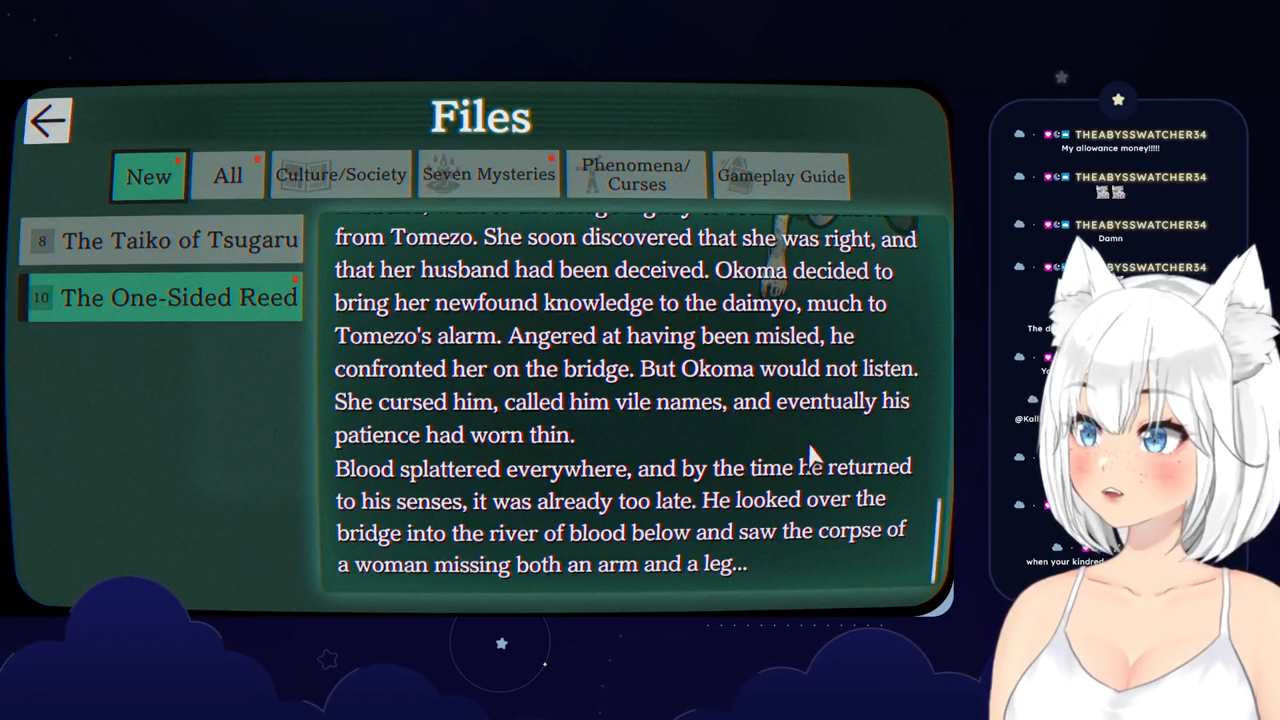 Files
New
All
Culture/Society
Seven Mysteries
Phenomena/
Curses
Gameplay Guide
8 The Taiko of Tsugaru
10 The One-Sided Reed
from Tomezo. She soon discovered that she was right, and
that her husband had been deceived. Okoma decided to
bring her newfound knowledge to the daimyo, much to
Tomezo's alarm. Angered at having been misled, he
confronted her on the bridge. But Okoma would not listen.
She cursed him, called him vile names, and eventually his
patience had worn thin.
Blood splattered everywhere, and by the time he returned
to his senses, it was already too late. He looked over the
bridge into the river of blood below and saw the corpse of
a woman missing both an arm and a leg...
THEABYSSWATCHER34
My allowance money!!!!!
THEABYSSWATCHER34
THEABYSSWATCHER34
Damn
ABYSSWATCHER34
The d
@Kall
when your kindred